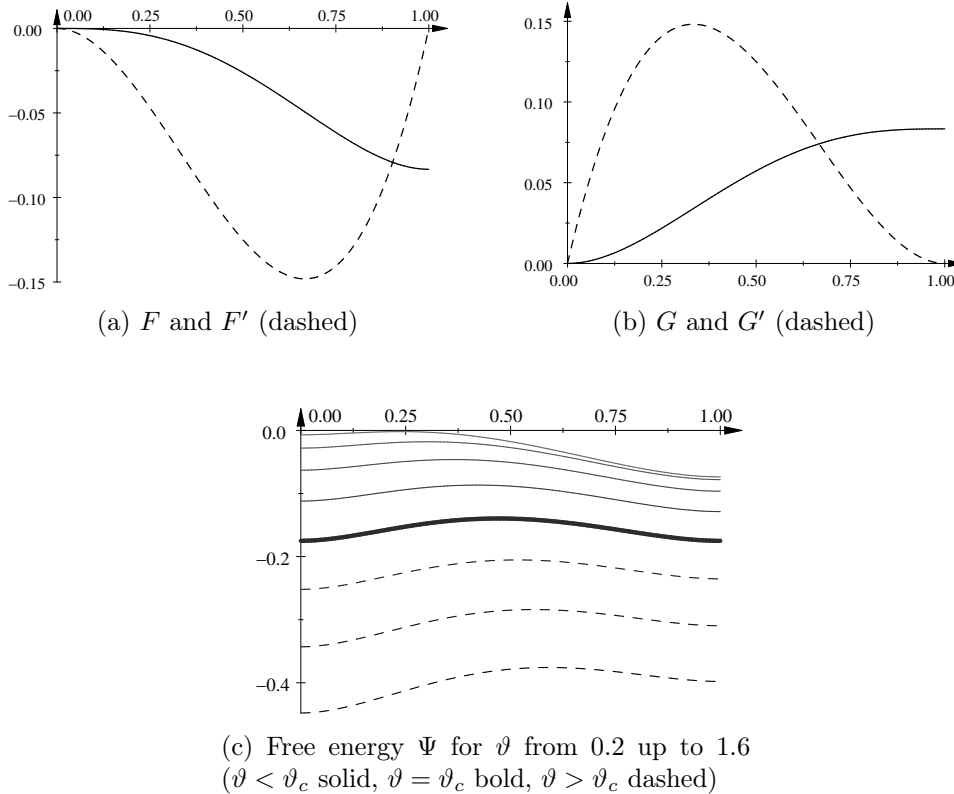 0.00 0.25 0.50 0.75 1.00
0.00
−0.05
−0.10
−0.15
(a) F and F′ (dashed)
0.15
0.10
0.05
0.00
0.00 0.25 0.50 0.75 1.00
(b) G and G′ (dashed)
0.00 0.25 0.50 0.75 1.00
0.0
−0.2
−0.4
(c) Free energy Ψ for ϑ from 0.2 up to 1.6
(ϑ < ϑc solid, ϑ = ϑc bold, ϑ > ϑc dashed)